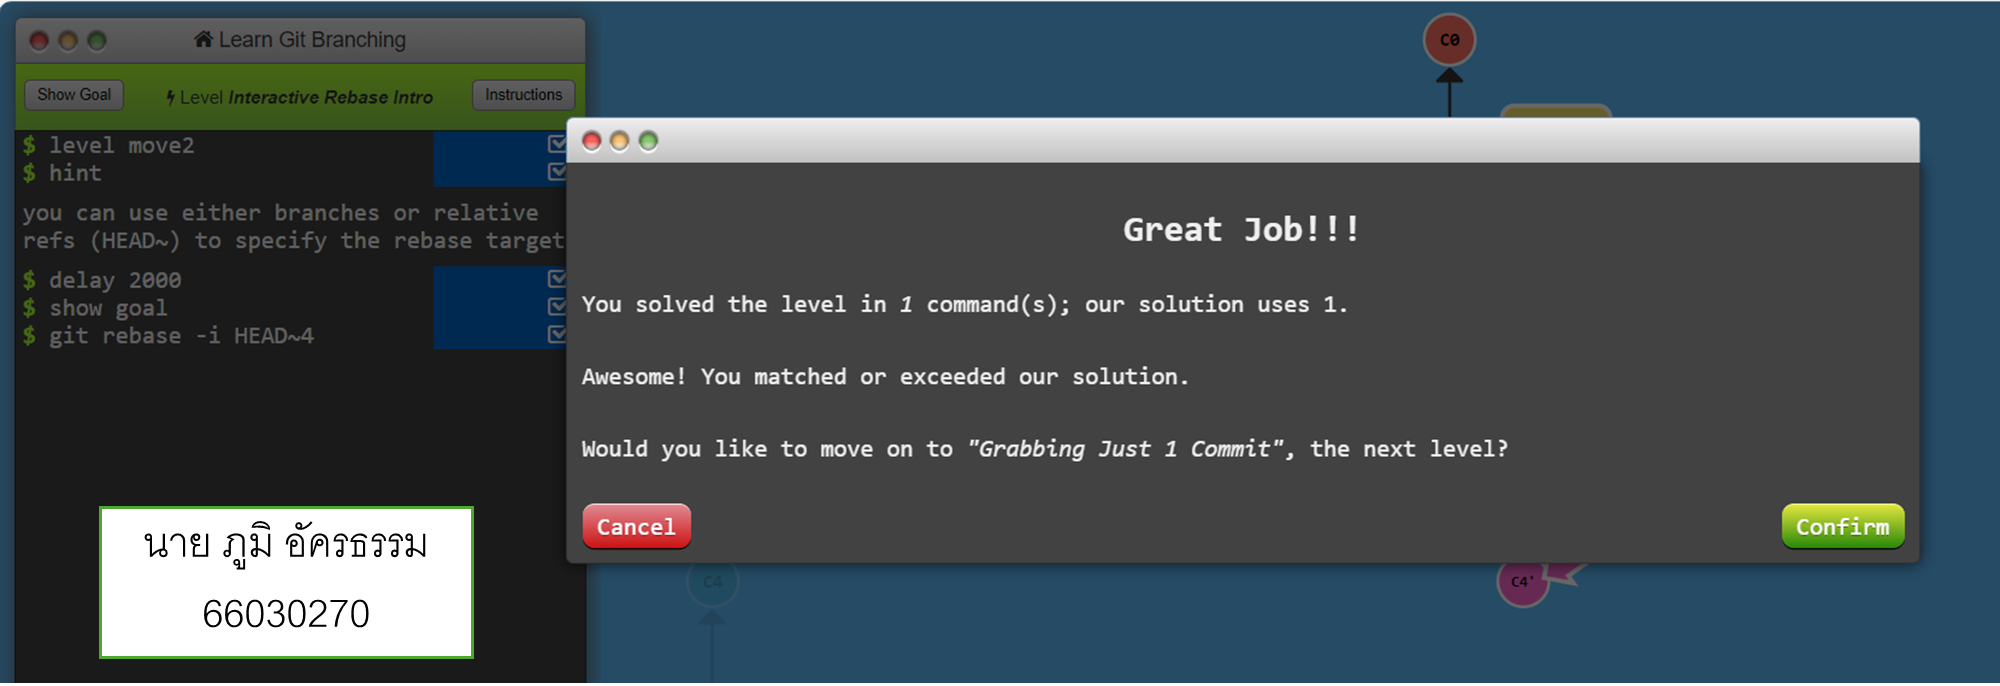 Learn Git Branching
Show Goal
Level Interactive Rebase Intro
Instructions
$ level move2
$ hint
you can use either branches or relative
refs (HEAD~) to specify the rebase target
$ delay 2000
$ show goal
$ git rebase -i HEAD~4
นาย ภูมิ อัครธรรม
66030270
C0
Great Job!!!
You solved the level in 1 command(s); our solution uses 1.
Awesome! You matched or exceeded our solution.
Would you like to move on to "Grabbing Just 1 Commit", the next level?
Cancel
Confirm
C4
C4'